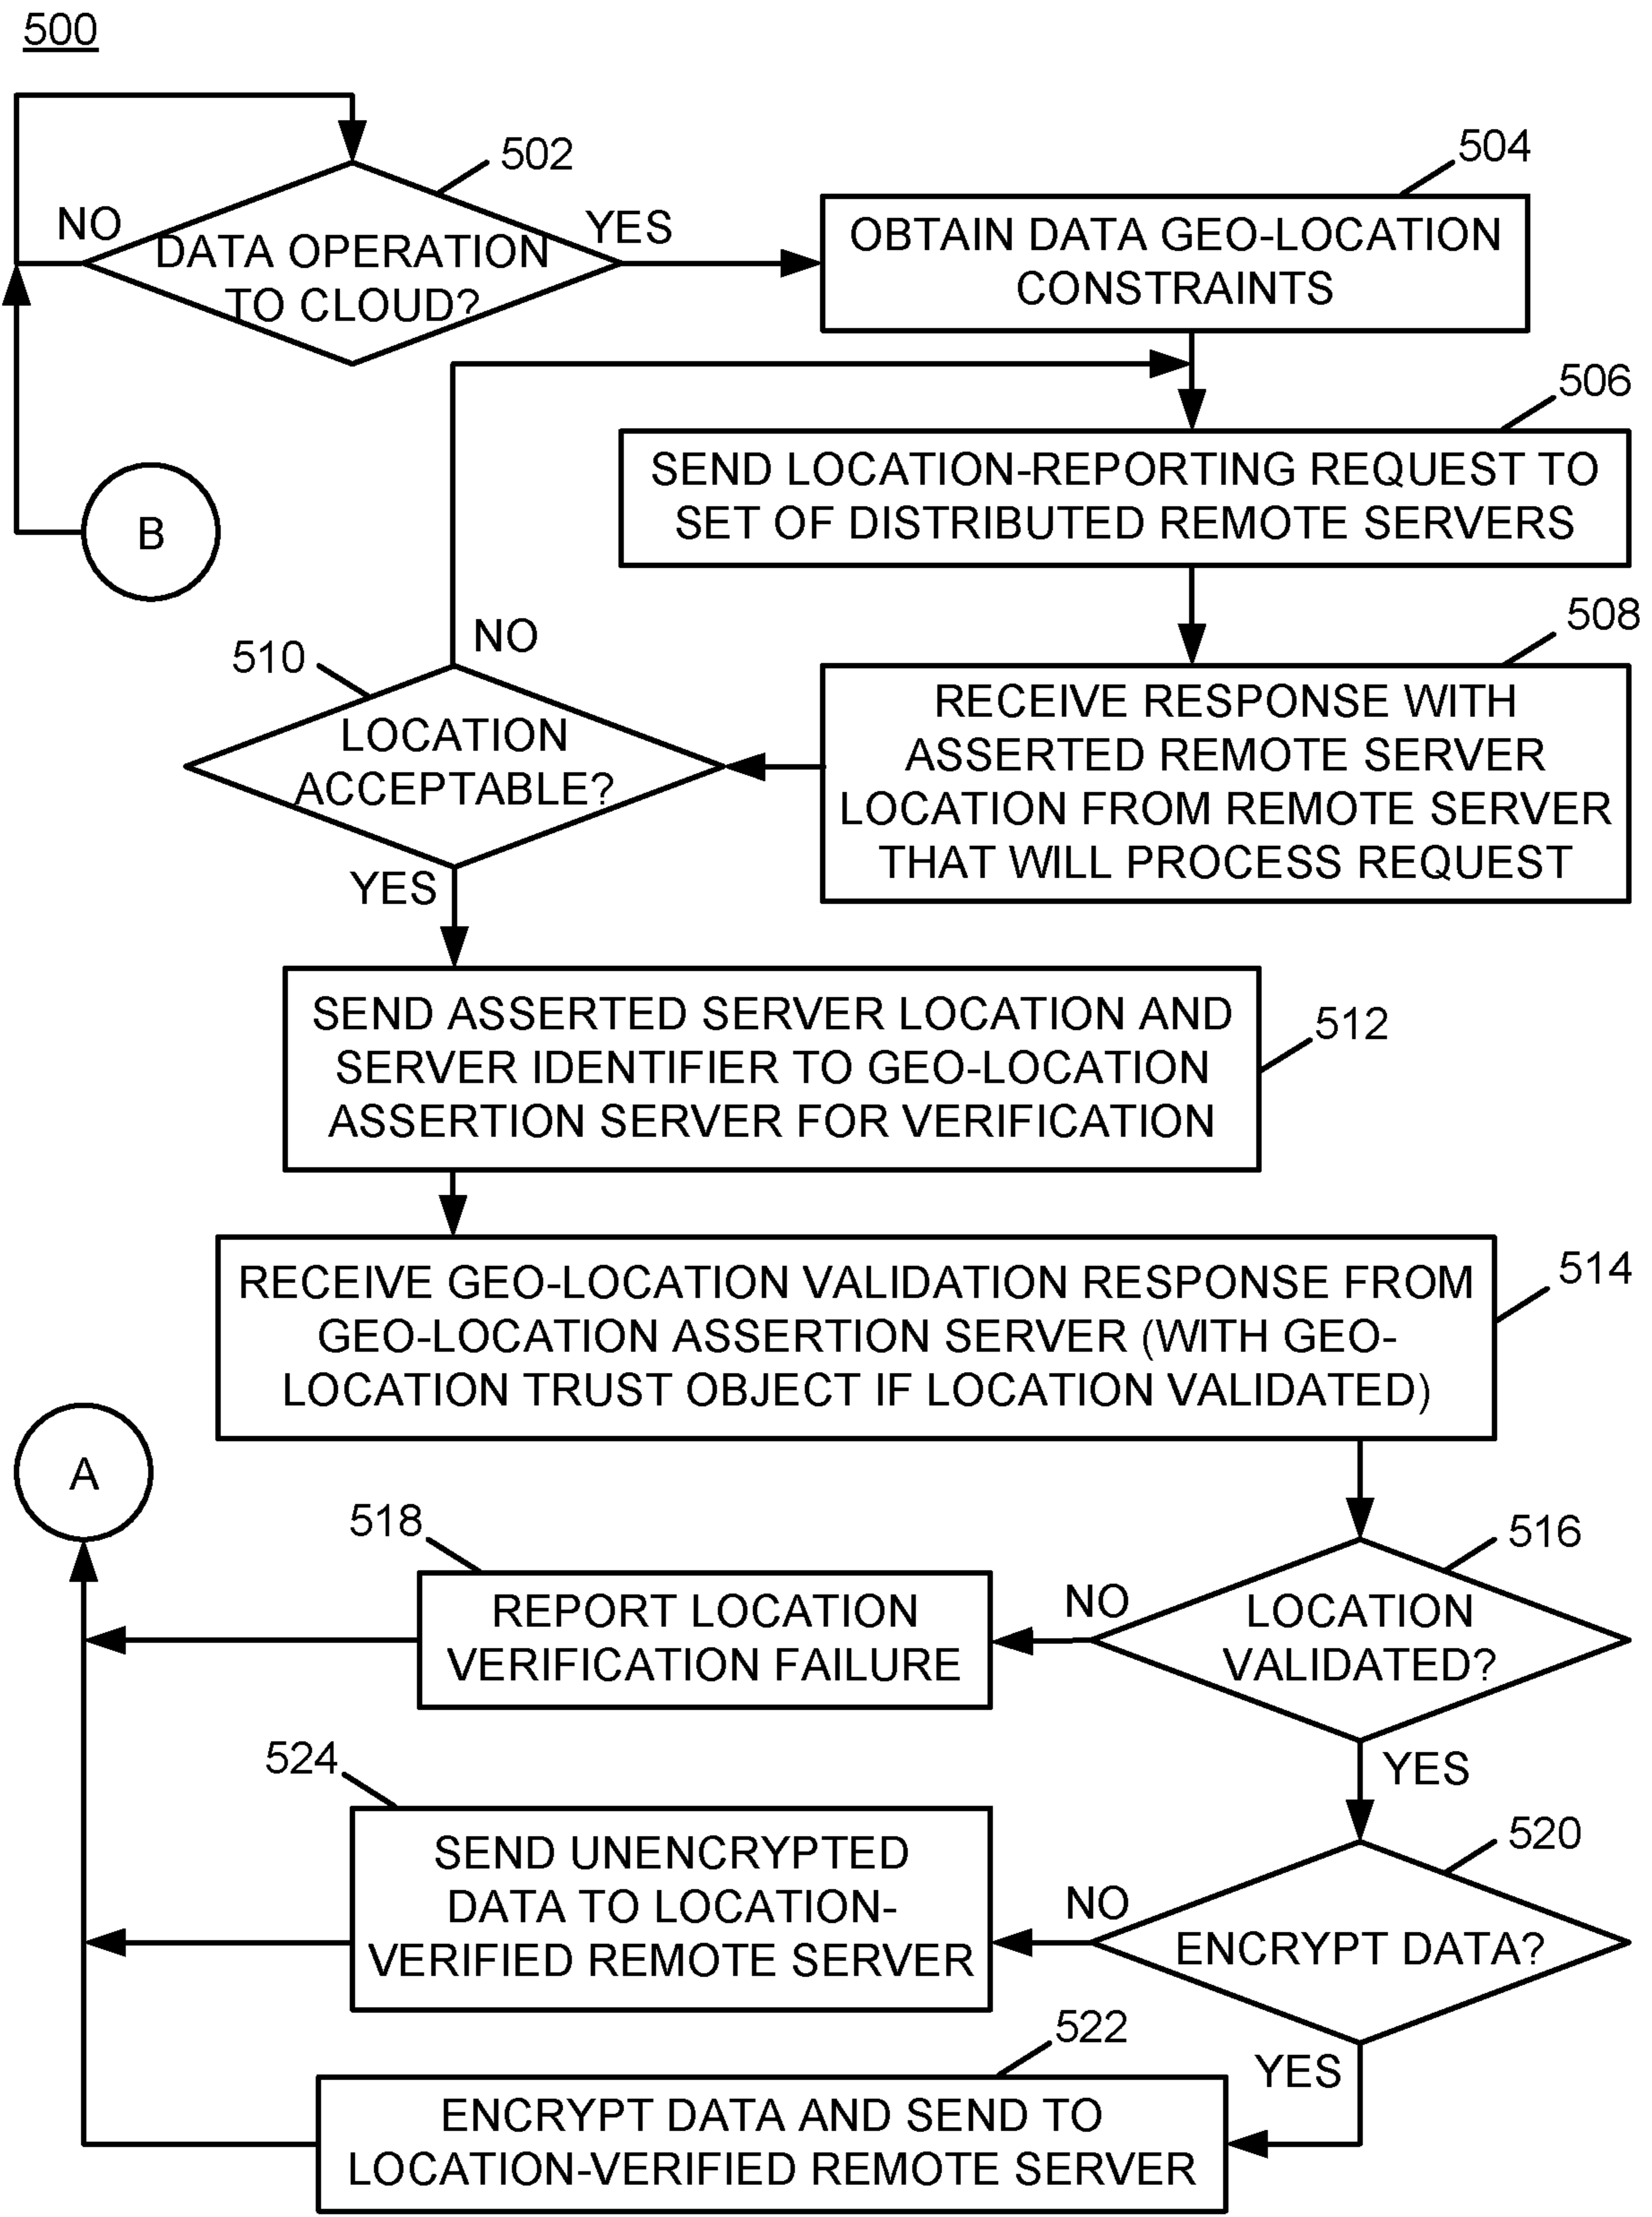 500
502
NO
YES
DATA OPERATION
TO CLOUD?
504
OBTAIN DATA GEO-LOCATION
CONSTRAINTS
506
SEND LOCATION-REPORTING REQUEST TO
SET OF DISTRIBUTED REMOTE SERVERS
B
508
RECEIVE RESPONSE WITH
ASSERTED REMOTE SERVER
LOCATION FROM REMOTE SERVER
THAT WILL PROCESS REQUEST
510
NO
LOCATION
ACCEPTABLE?
YES
512
SEND ASSERTED SERVER LOCATION AND
SERVER IDENTIFIER TO GEO-LOCATION
ASSERTION SERVER FOR VERIFICATION
514
RECEIVE GEO-LOCATION VALIDATION RESPONSE FROM
GEO-LOCATION ASSERTION SERVER (WITH GEO-
LOCATION TRUST OBJECT IF LOCATION VALIDATED)
A
516
NO
LOCATION
VALIDATED?
YES
518
REPORT LOCATION
VERIFICATION FAILURE
520
NO
ENCRYPT DATA?
YES
524
SEND UNENCRYPTED
DATA TO LOCATION-
VERIFIED REMOTE SERVER
522
ENCRYPT DATA AND SEND TO
LOCATION-VERIFIED REMOTE SERVER